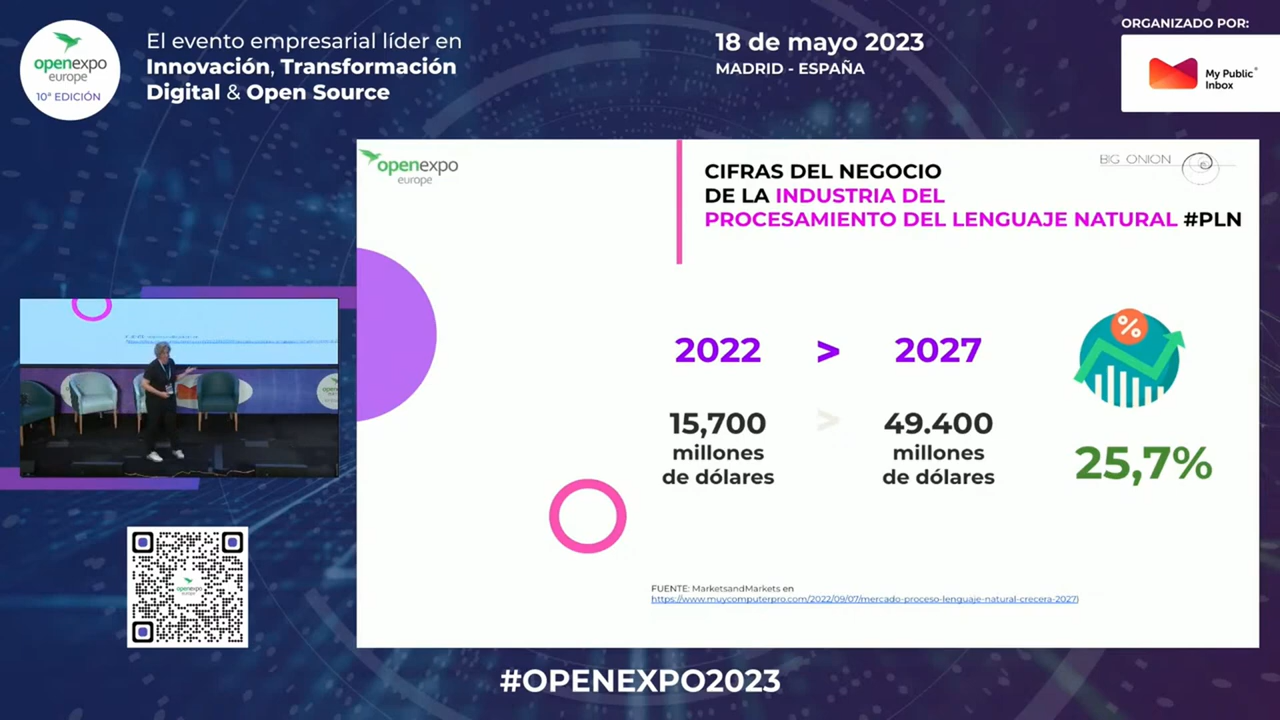 openexpo
europe
10ª EDICIÓN
El evento empresarial líder en
Innovación, Transformación
Digital & Open Source
18 de mayo 2023
MADRID - ESPAÑA
ORGANIZADO POR:
My Public
Inbox
openexpo
europe
CIFRAS DEL NEGOCIO
DE LA INDUSTRIA DEL
PROCESAMIENTO DEL LENGUAJE NATURAL #PLN
BIG ONION
2022 > 2027
%
15,700 > 49.400
millones millones
de dólares de dólares
25,7%
FUENTE: MarketsandMarkets en
https://www.muycomputerpro.com/2022/09/07/mercado-proceso-lenguaje-natural-crecera-2027)
openexpo
#OPENEXPO2023